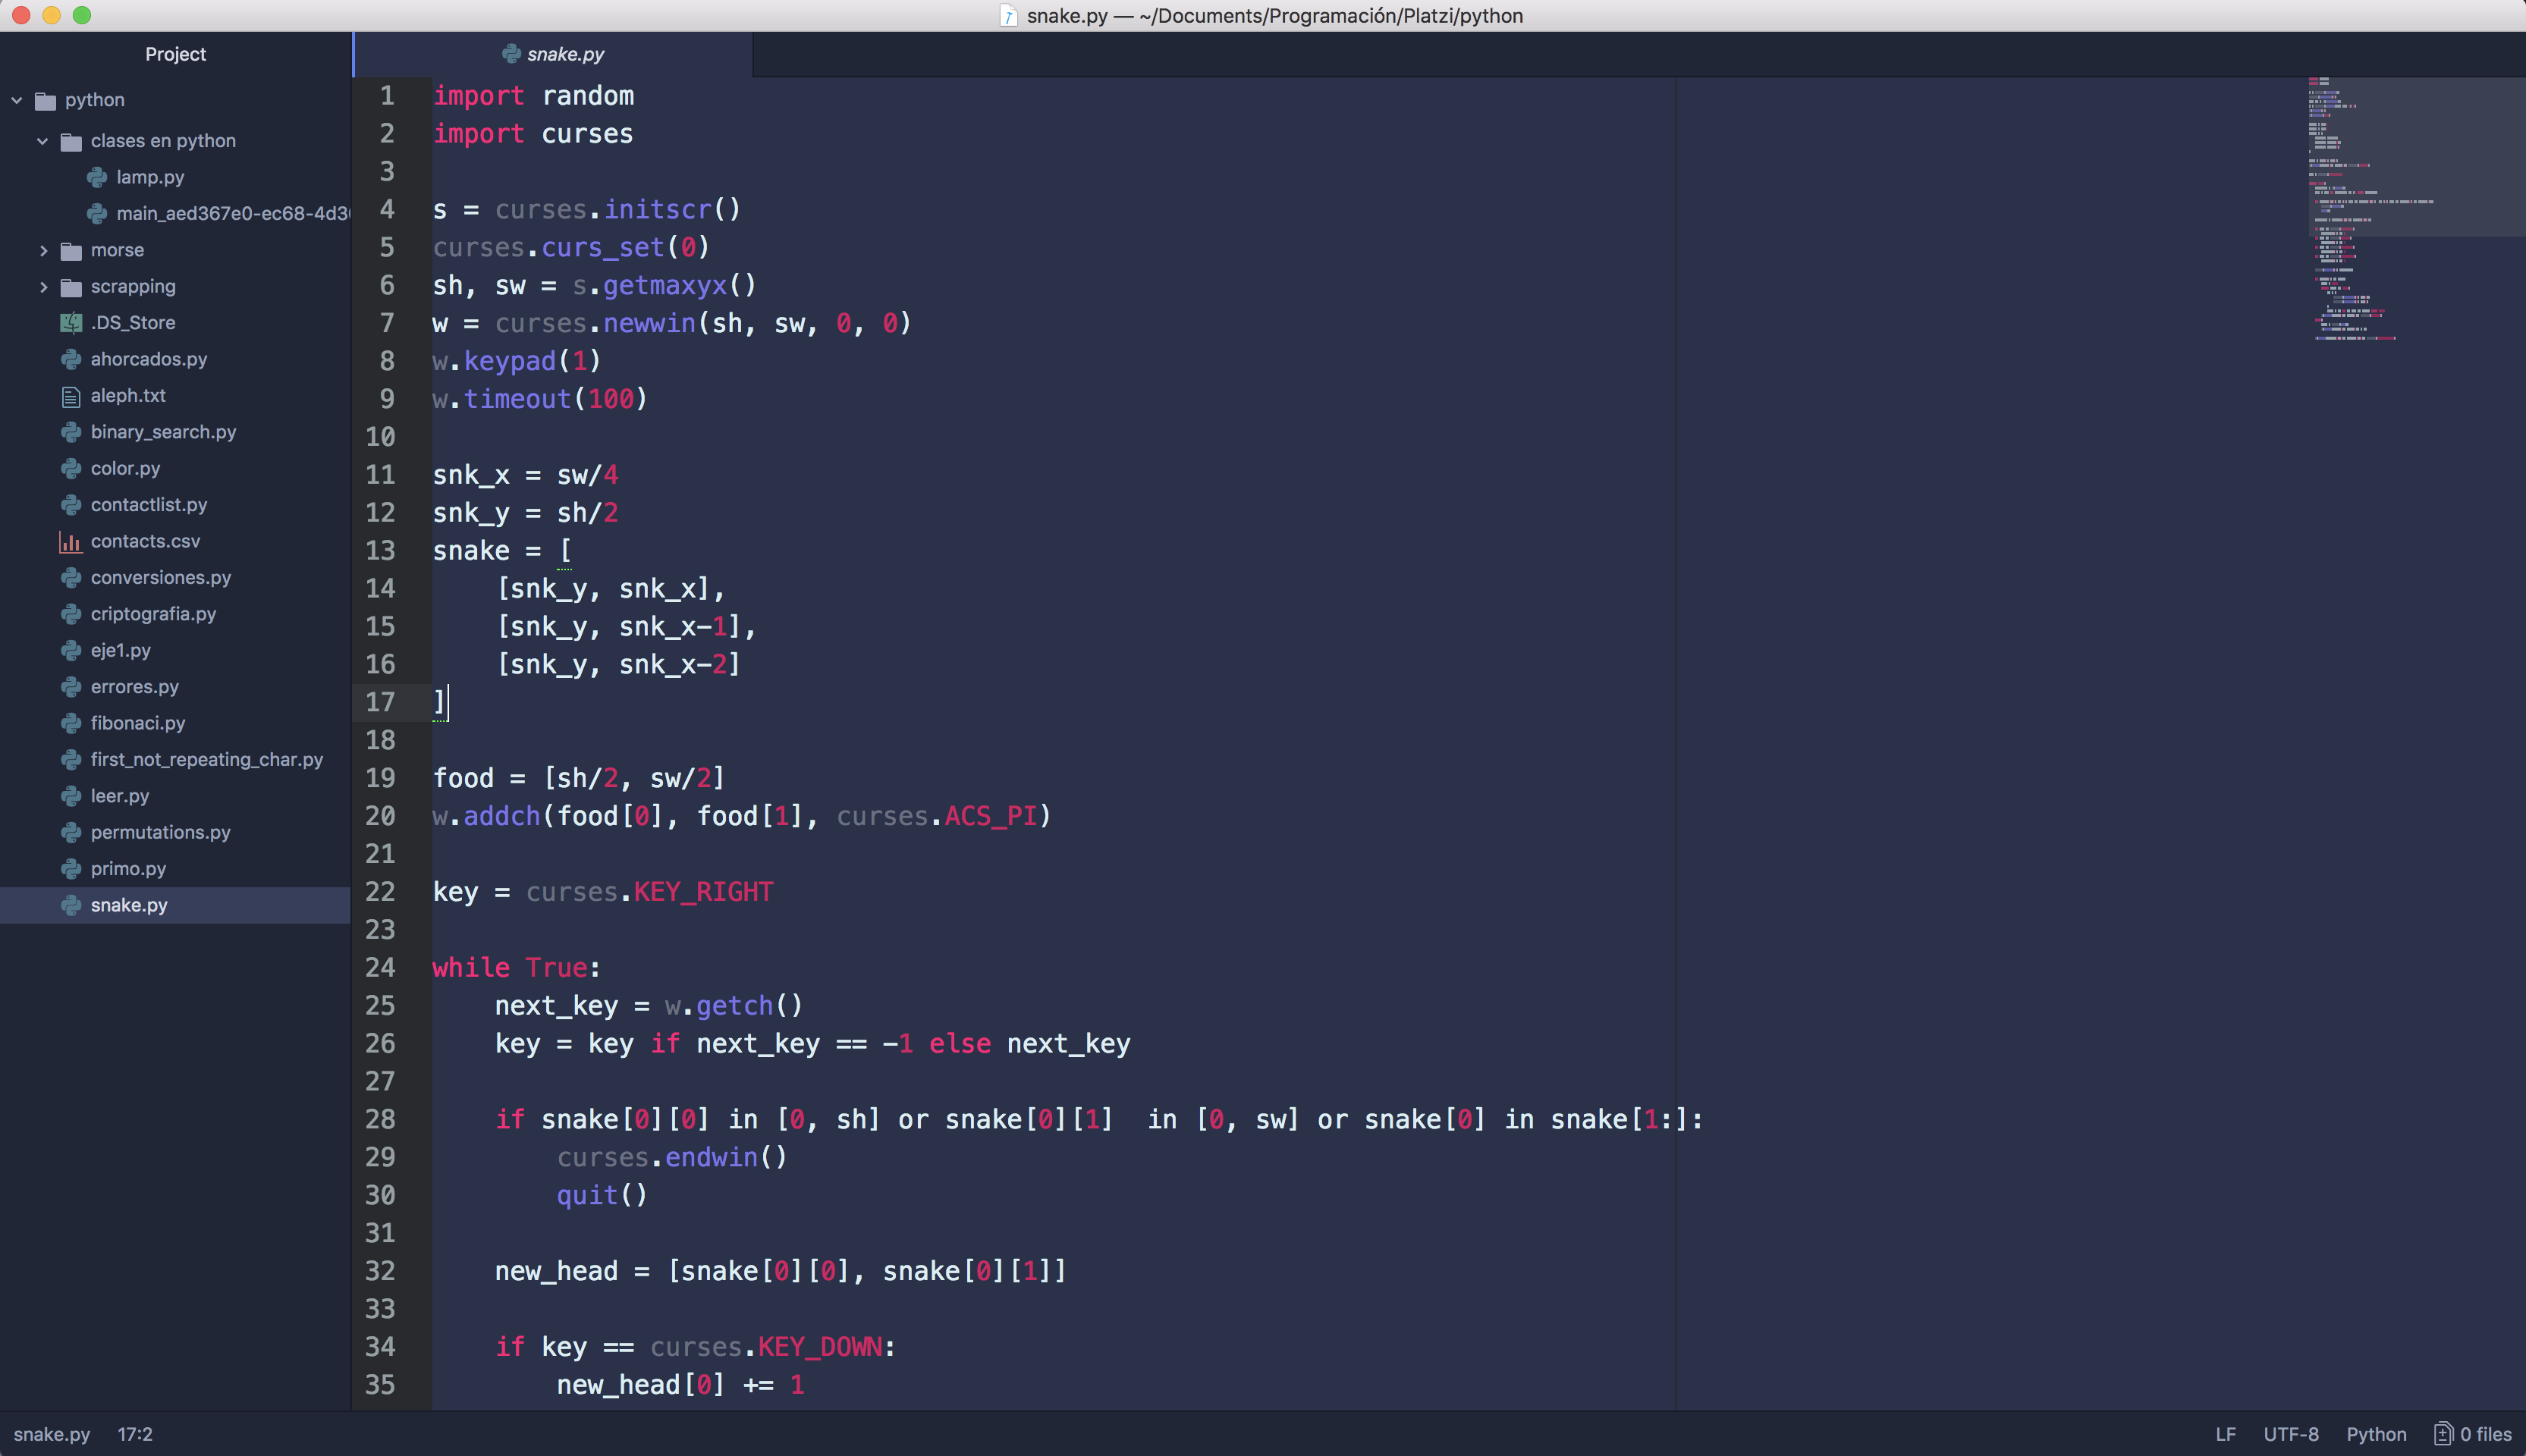 snake.py — ~/Documents/Programación/Platzi/python
Project
python
clases en python
lamp.py
main_aed367e0-ec68-4d3
morse
scrapping
.DS_Store
ahorcados.py
aleph.txt
binary_search.py
color.py
contactlist.py
contacts.csv
conversiones.py
criptografia.py
eje1.py
errores.py
fibonaci.py
first_not_repeating_char.py
leer.py
permutations.py
primo.py
snake.py
snake.py
1 import random
2 import curses
3
4 s = curses.initscr()
5 curses.curs_set(0)
6 sh, sw = s.getmaxyx()
7 w = curses.newwin(sh, sw, 0, 0)
8 w.keypad(1)
9 w.timeout(100)
10
11 snk_x = sw/4
12 snk_y = sh/2
13 snake = [
14     [snk_y, snk_x],
15     [snk_y, snk_x-1],
16     [snk_y, snk_x-2]
17 ]
18
19 food = [sh/2, sw/2]
20 w.addch(food[0], food[1], curses.ACS_PI)
21
22 key = curses.KEY_RIGHT
23
24 while True:
25     next_key = w.getch()
26     key = key if next_key == -1 else next_key
27
28     if snake[0][0] in [0, sh] or snake[0][1]  in [0, sw] or snake[0] in snake[1:]:
29         curses.endwin()
30         quit()
31
32     new_head = [snake[0][0], snake[0][1]]
33
34     if key == curses.KEY_DOWN:
35         new_head[0] += 1
snake.py 17:2
LF UTF-8 Python 0 files